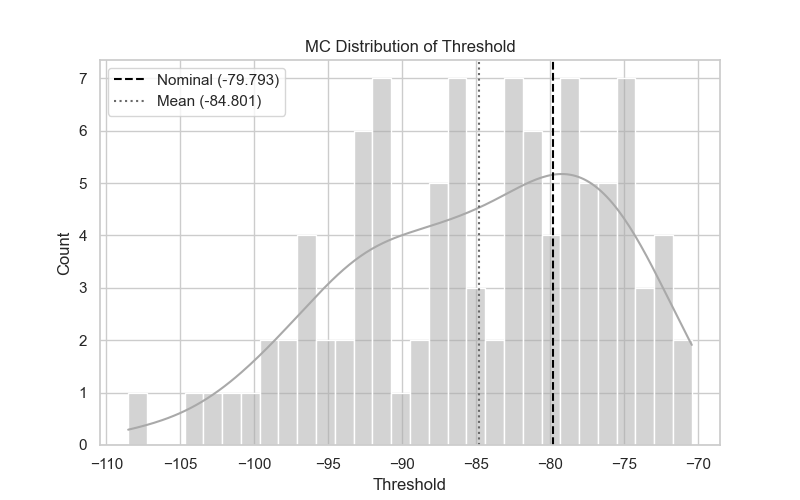 MC Distribution of Threshold
Nominal (-79.793)
Mean (-84.801)
7
6
5
4
3
2
1
0
Count
−110 −105 −100 −95 −90 −85 −80 −75 −70
Threshold